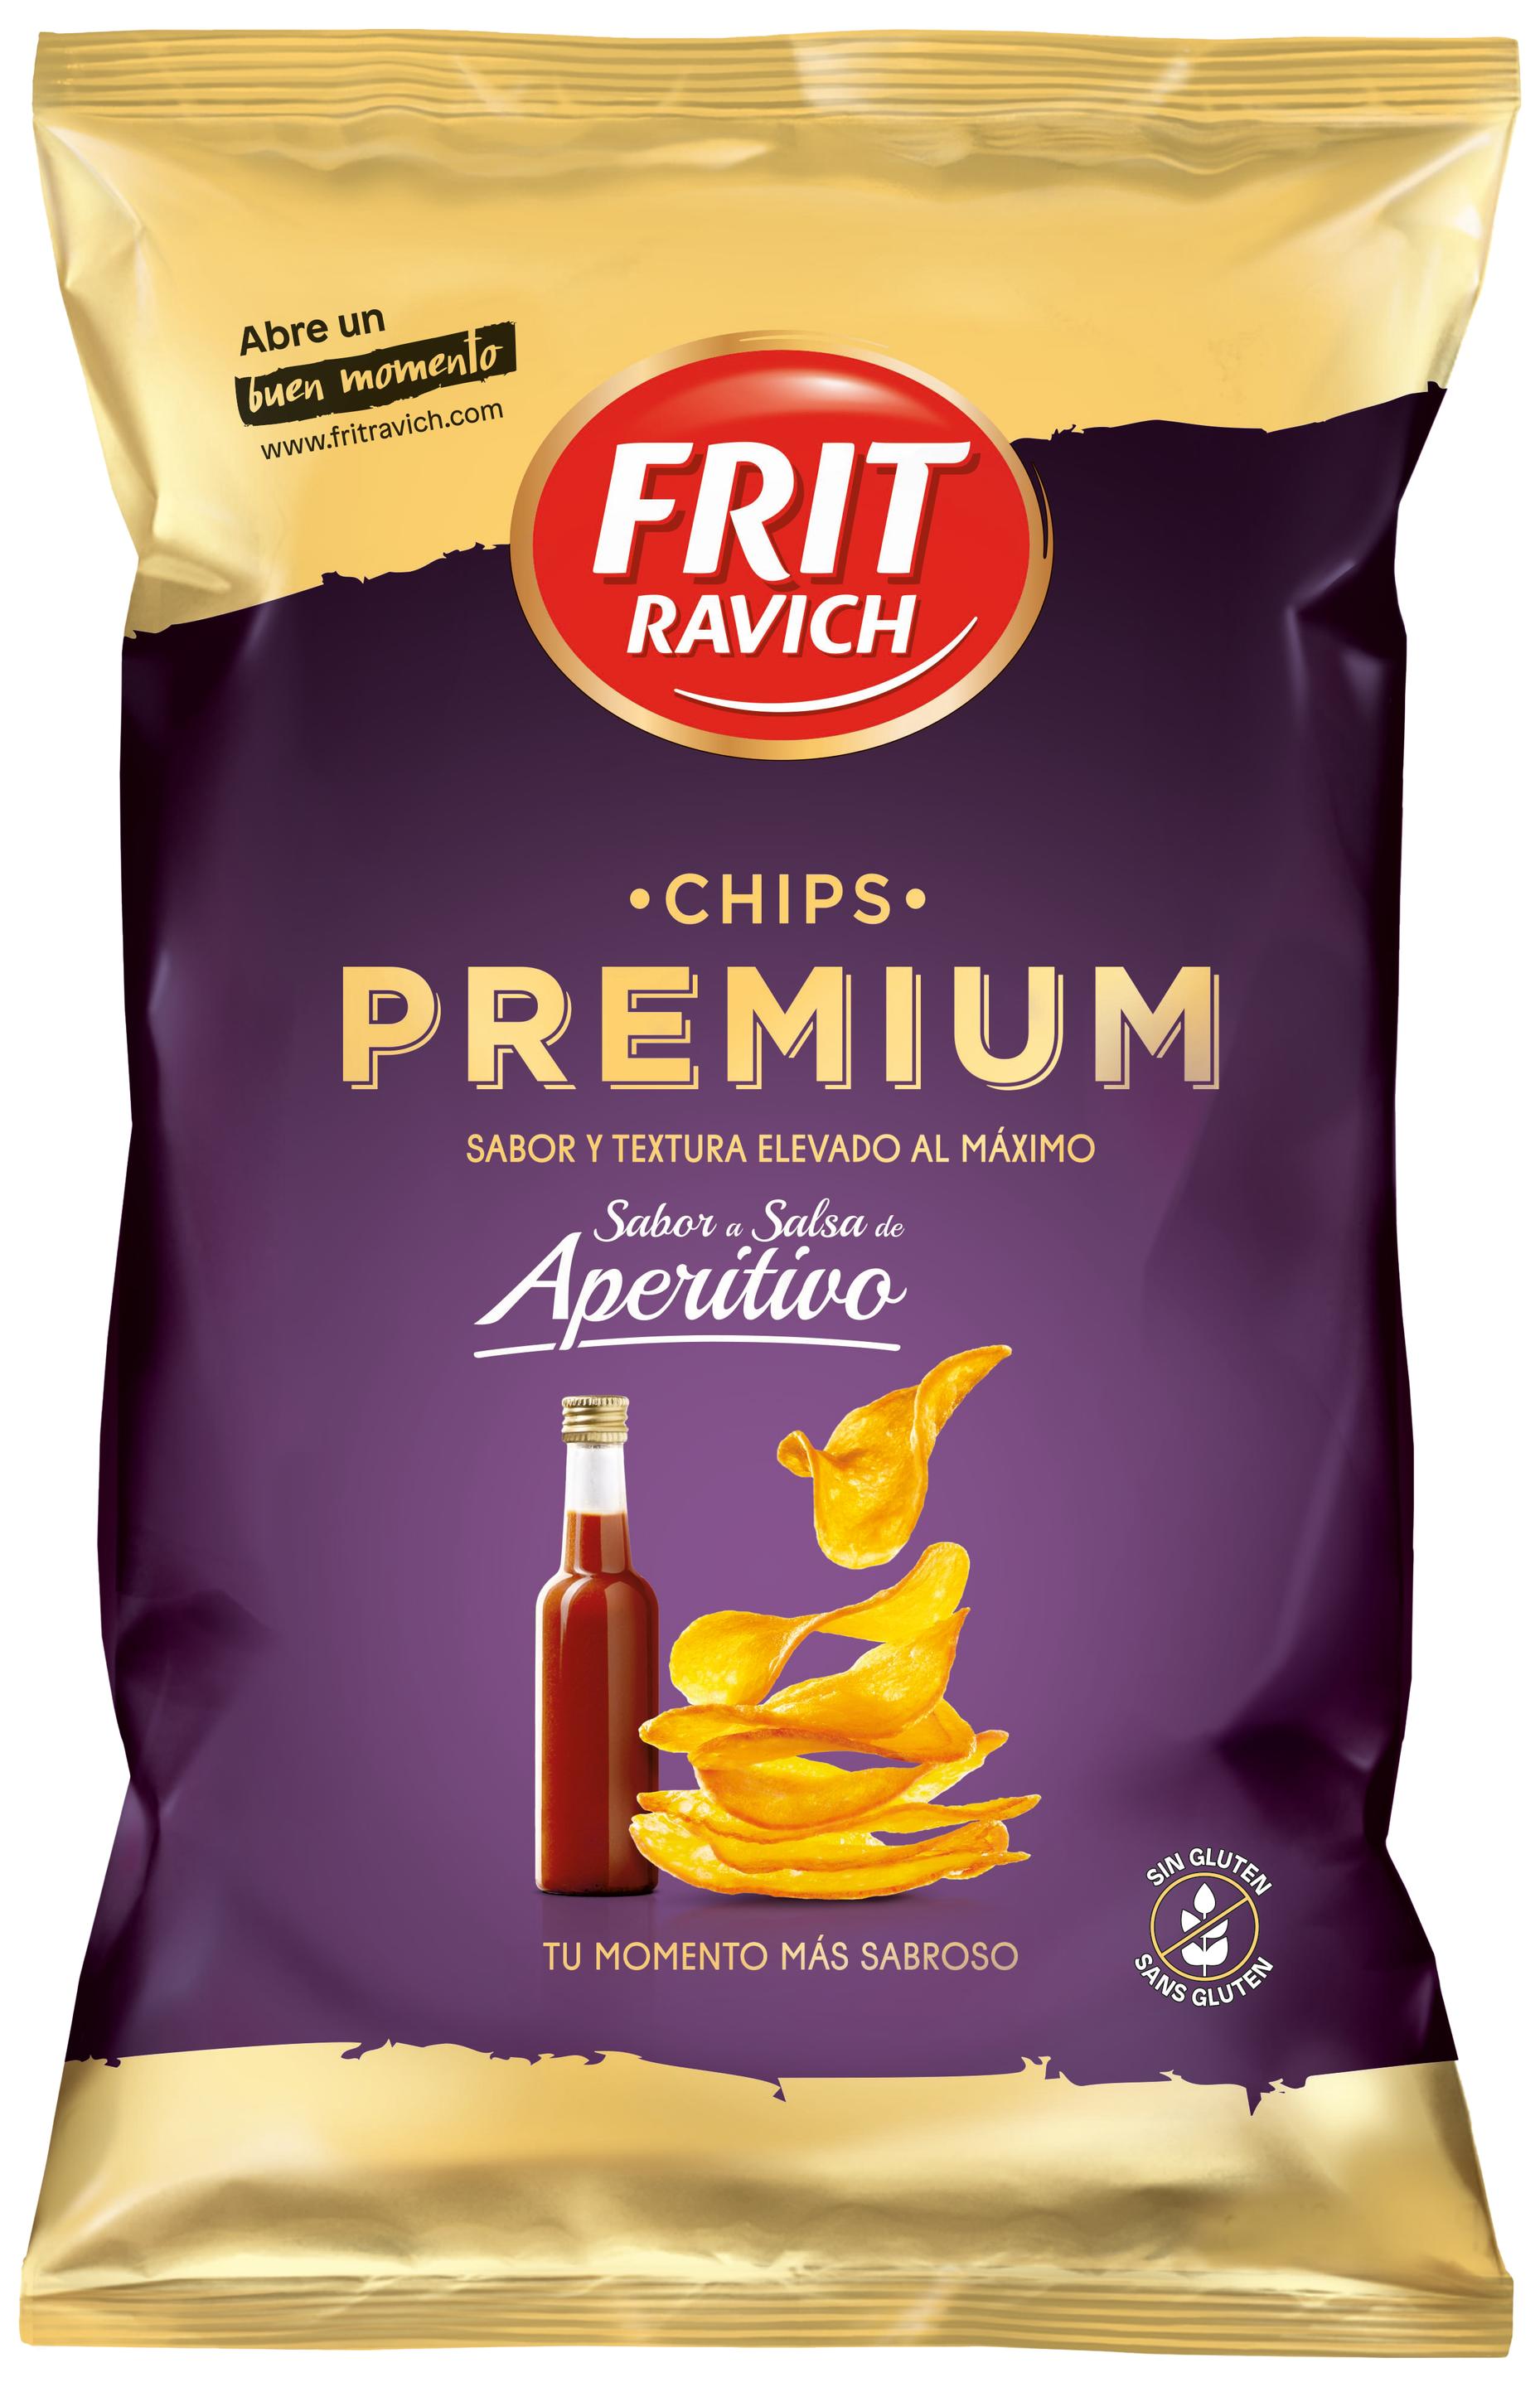 Abre un
buen momento
www.fritravich.com
FRIT
RAVICH
•CHIPS•
PREMIUM
SABOR Y TEXTURA ELEVADO AL MÁXIMO
Sabor a Salsa de
Aperitivo
TU MOMENTO MÁS SABROSO
SIN GLUTEN
SANS GLUTEN